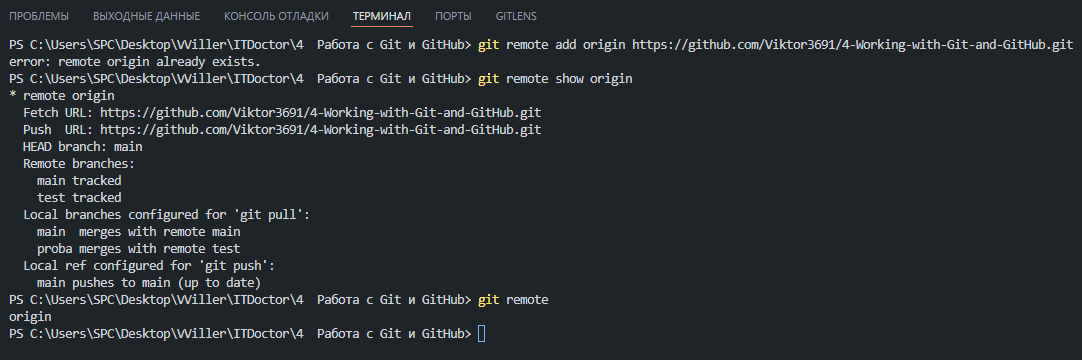 ПРОБЛЕМЫ ВЫХОДНЫЕ ДАННЫЕ КОНСОЛЬ ОТЛАДКИ ТЕРМИНАЛ ПОРТЫ GITLENS
PS C:\Users\SPC\Desktop\VViller\ITDoctor\4  Работа с Git и GitHub> git remote add origin https://github.com/Viktor3691/4-Working-with-Git-and-GitHub.git
error: remote origin already exists.
PS C:\Users\SPC\Desktop\VViller\ITDoctor\4  Работа с Git и GitHub> git remote show origin
* remote origin
  Fetch URL: https://github.com/Viktor3691/4-Working-with-Git-and-GitHub.git
  Push  URL: https://github.com/Viktor3691/4-Working-with-Git-and-GitHub.git
  HEAD branch: main
  Remote branches:
    main tracked
    test tracked
  Local branches configured for 'git pull':
    main  merges with remote main
    proba merges with remote test
  Local ref configured for 'git push':
    main pushes to main (up to date)
PS C:\Users\SPC\Desktop\VViller\ITDoctor\4  Работа с Git и GitHub> git remote
origin
PS C:\Users\SPC\Desktop\VViller\ITDoctor\4  Работа с Git и GitHub>